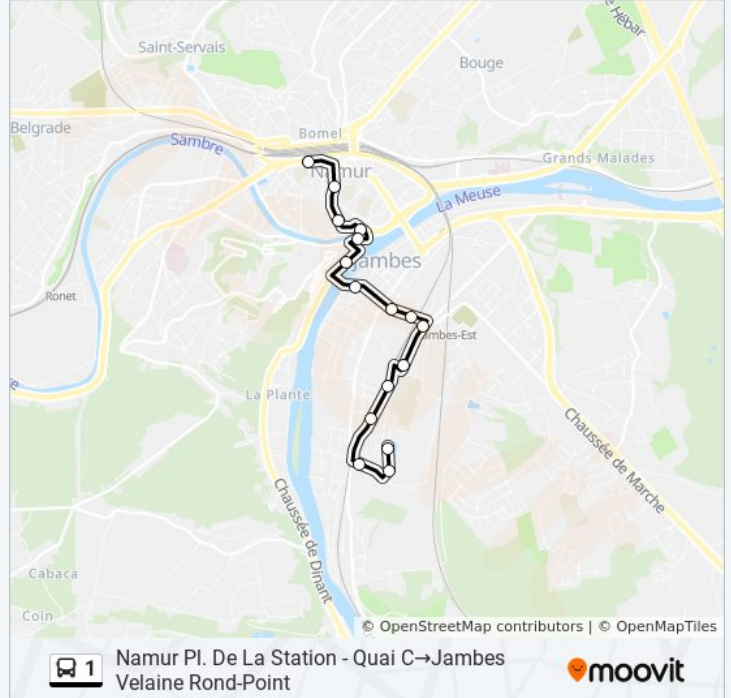 Hébar
Saint-Servais
Bouge
Belgrade
Bomel
Sambre
Grands Malades
Namur
La Meuse
Jambes
Ronet
ambes-Est
La Plante
Chaussée de Marche
Chaussée de Dinant
Cabaca
Coin
© OpenStreetMap contributors | © OpenMapTiles
1
Namur Pl. De La Station - Quai C→Jambes
Velaine Rond-Point
moovit